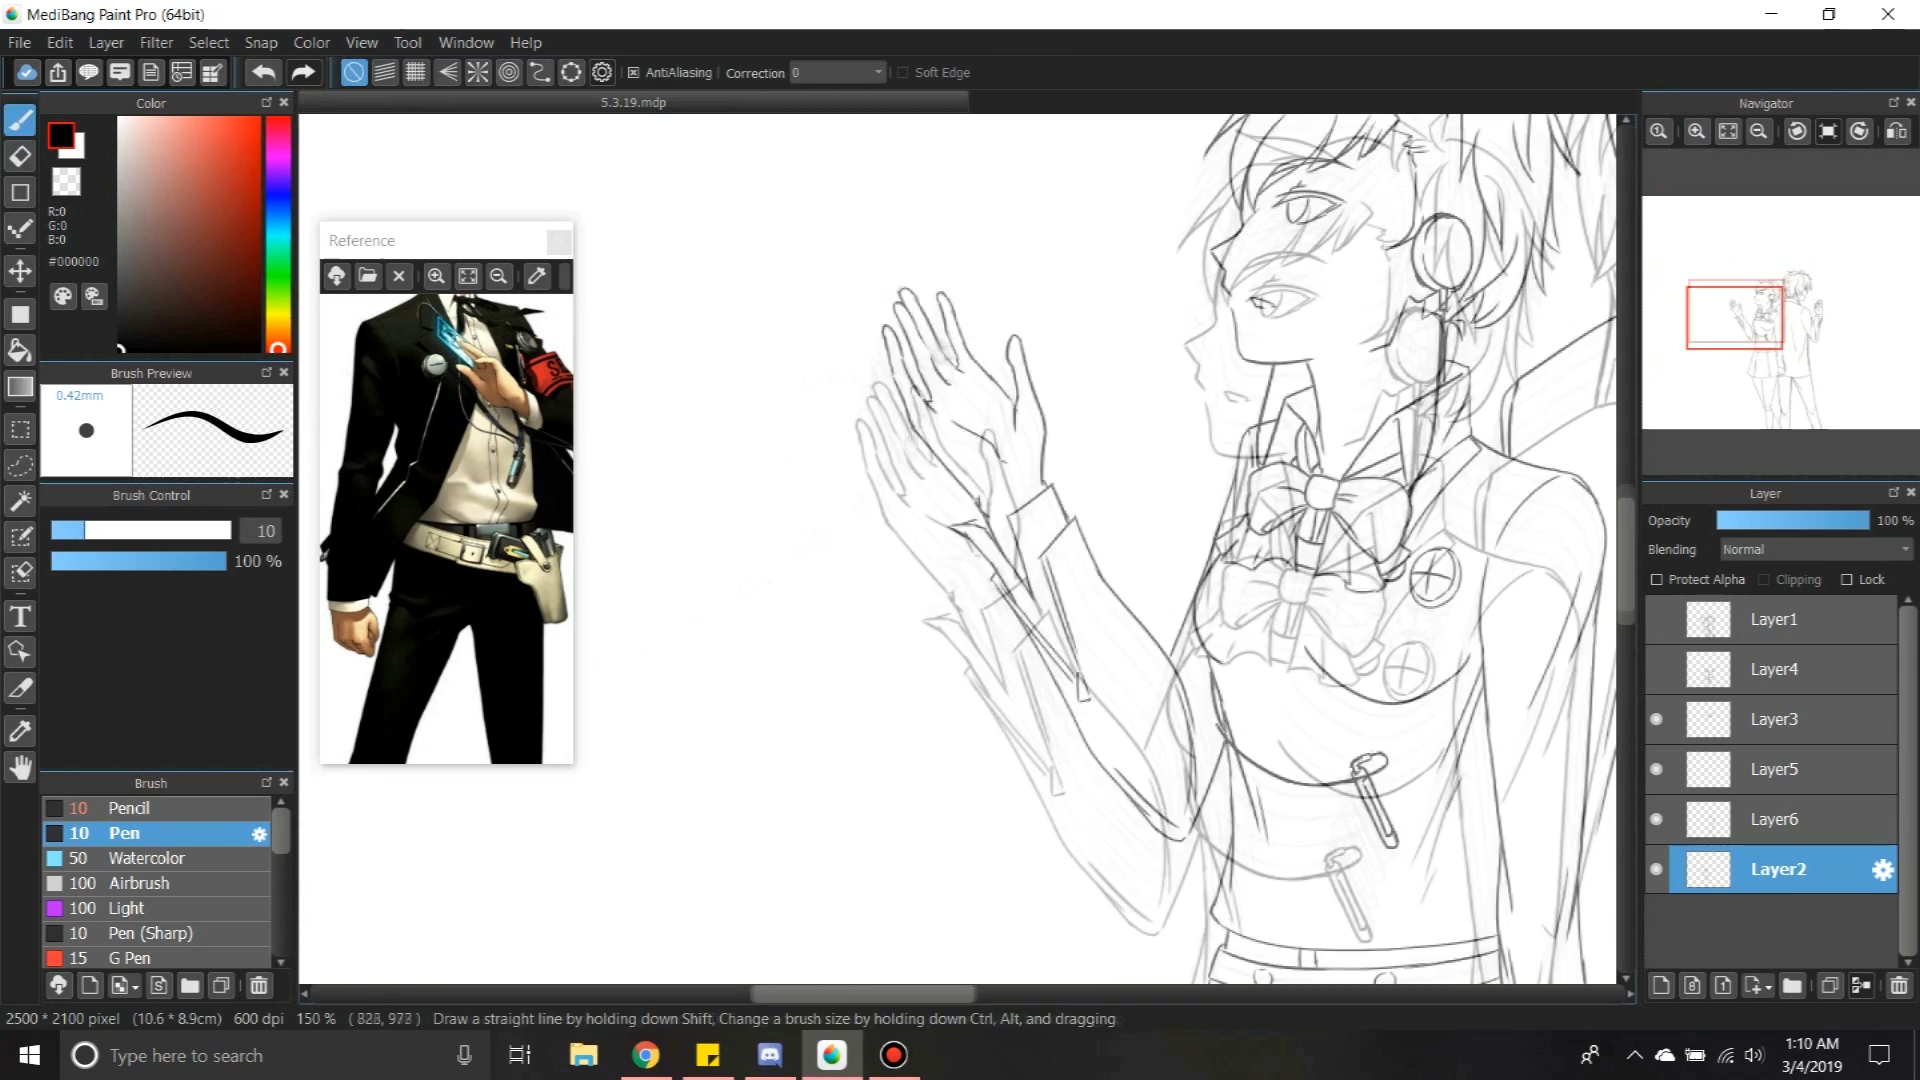 MediBang Paint Pro (64bit)
File Edit Layer Filter Select Snap Color View Tool Window Help
AntiAliasing Correction 0 Soft Edge
Color
5.3.19.mdp
Navigator
R:0
G:0
B:0
#000000
Reference
Brush Preview
0.42mm
Brush Control
10
100 %
Layer
Opacity 100 %
Blending Normal
Protect Alpha Clipping Lock
Layer1
Layer4
Layer3
Layer5
Layer6
Layer2
Brush
10 Pencil
10 Pen
50 Watercolor
100 Airbrush
100 Light
10 Pen (Sharp)
15 G Pen
2500 * 2100 pixel (10.6 * 8.9cm) 600 dpi 150 % Draw a straight line by holding down Shift, Change a brush size by holding down Ctrl, Alt, and dragging
Type here to search
1:10 AM
3/4/2019